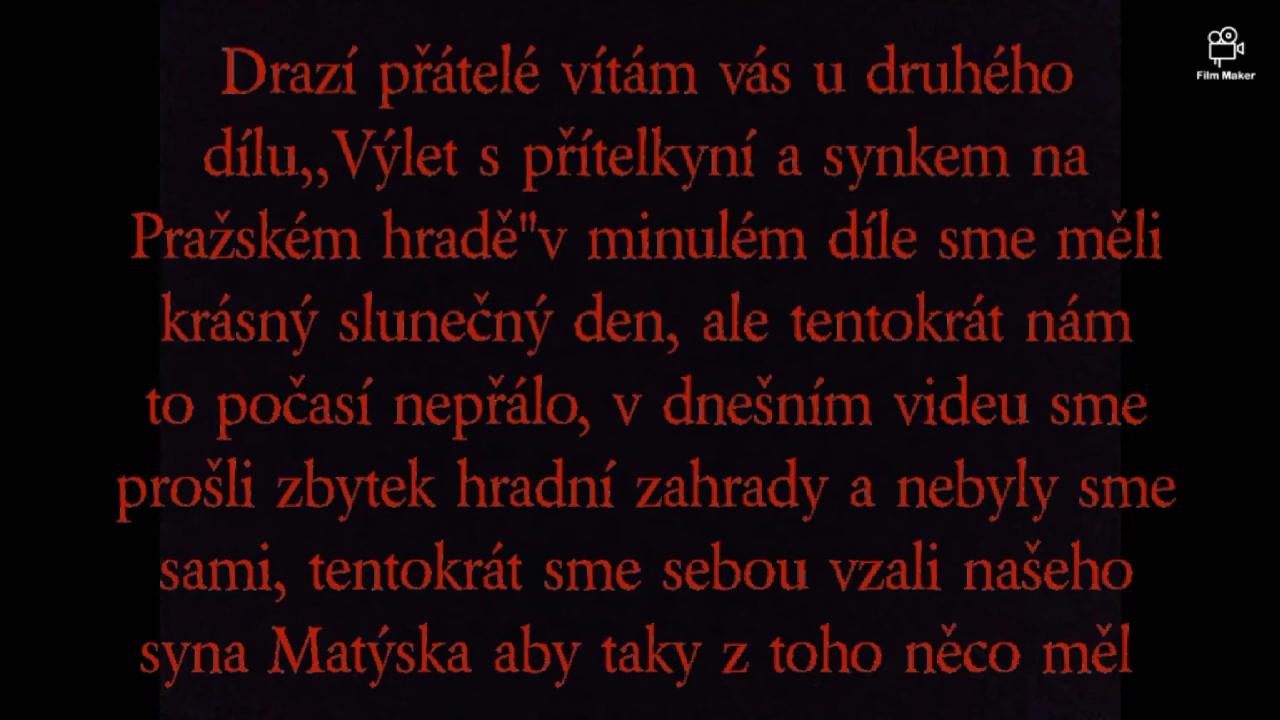 Drazí přátelé vítám vás u druhého
dílu,,Výlet s přítelkyní a synkem na
Pražském hradě"v minulém díle sme měli
krásný slunečný den, ale tentokrát nám
to počasí nepřálo, v dnešním videu sme
prošli zbytek hradní zahrady a nebyly sme
sami, tentokrát sme sebou vzali našeho
syna Matýska aby taky z toho něco měl
Film Maker